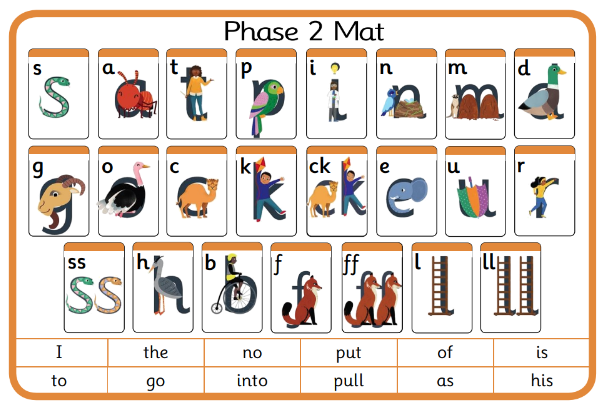 Phase 2 Mat
s a t p i n m d
g o c k ck e u r
ss h b f ff l ll
I the no put of is
to go into pull as his